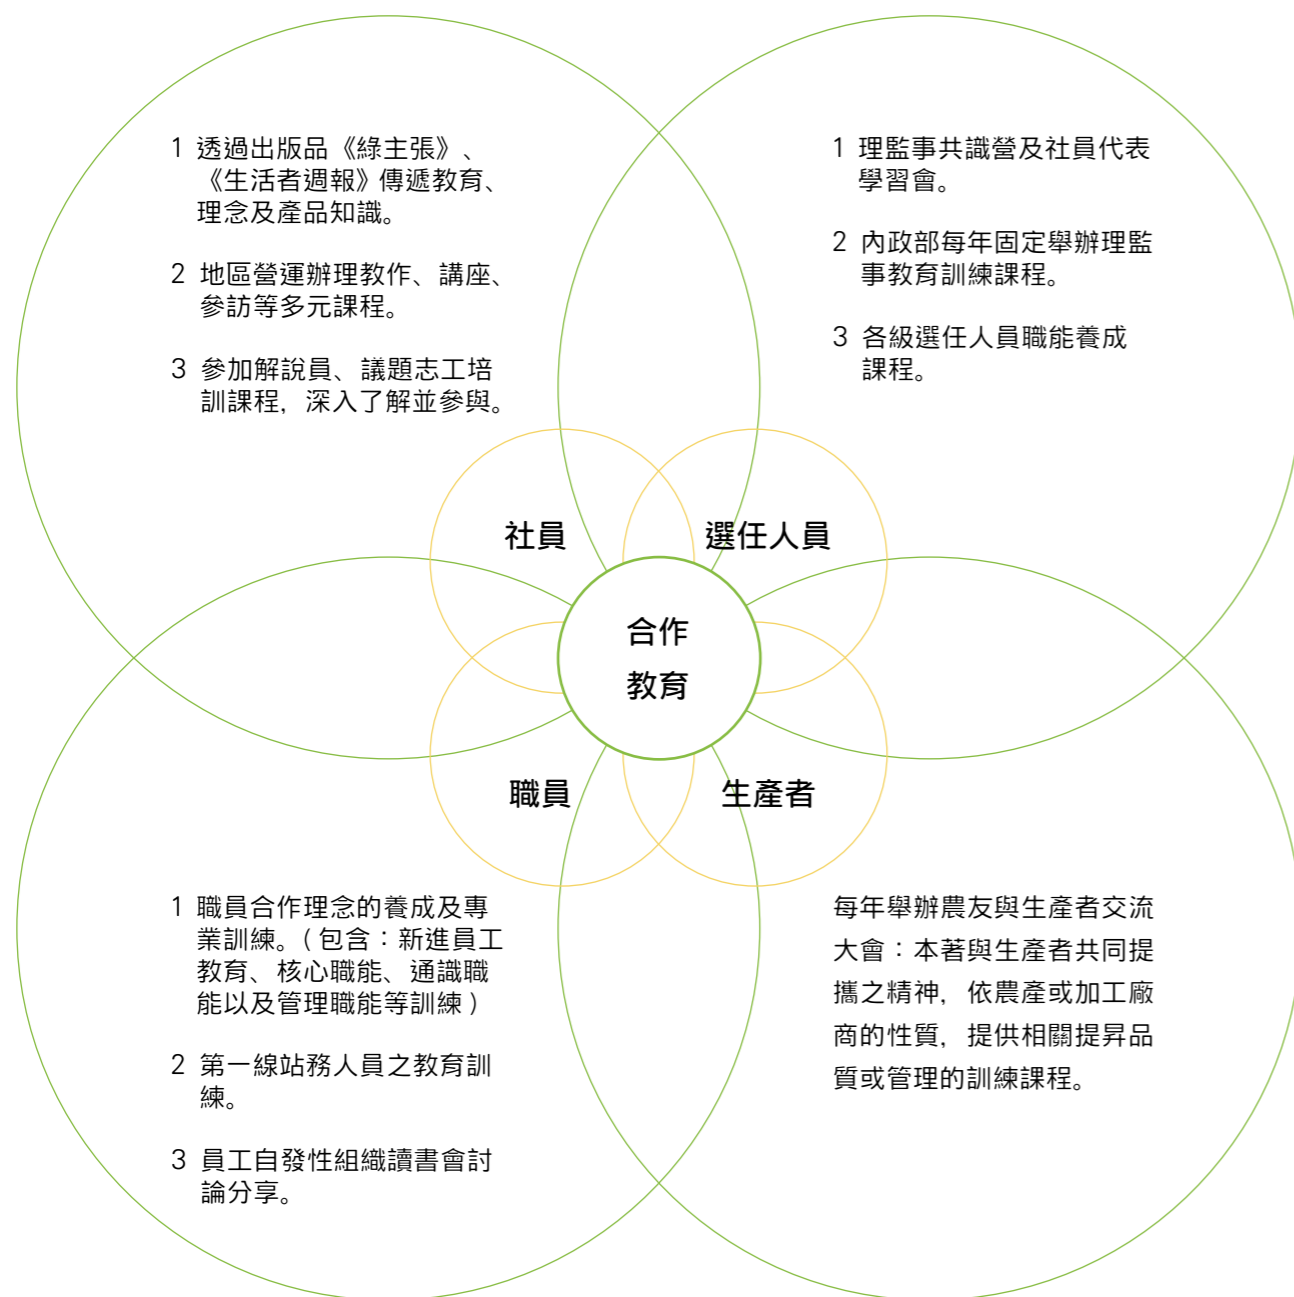 1 透過出版品《綠主張》、
《生活者週報》傳遞教育、
理念及產品知識。
2 地區營運辦理教作、講座、
參訪等多元課程。
3 參加解說員、議題志工培
訓課程，深入了解並參與。
1 理監事共識營及社員代表
學習會。
2 內政部每年固定舉辦理監
事教育訓練課程。
3 各級選任人員職能養成
課程。
社員
選任人員
合作
教育
職員
生產者
1 職員合作理念的養成及專
業訓練。（包含：新進員工
教育、核心職能、通識職
能以及管理職能等訓練）
2 第一線站務人員之教育訓
練。
3 員工自發性組織讀書會討
論分享。
每年舉辦農友與生產者交流
大會：本著與生產者共同提
攜之精神，依農產或加工廠
商的性質，提供相關提昇品
質或管理的訓練課程。